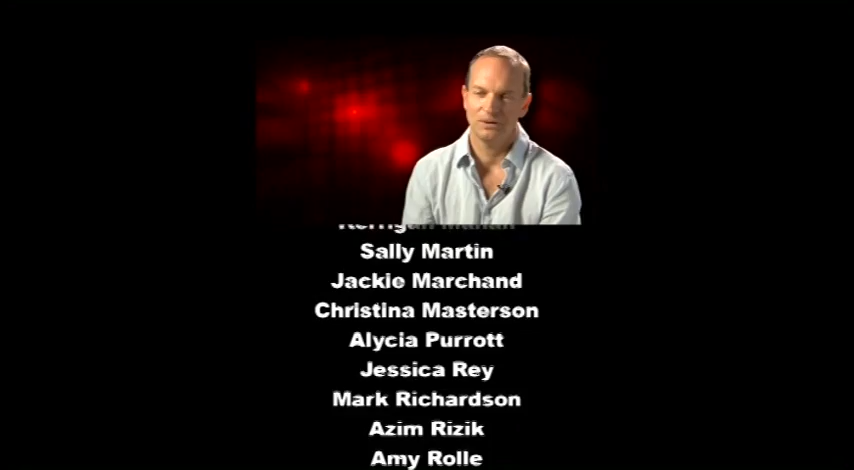 Sally Martin
Jackie Marchand
Christina Masterson
Alycia Purrott
Jessica Rey
Mark Richardson
Azim Rizik
Amy Rolle